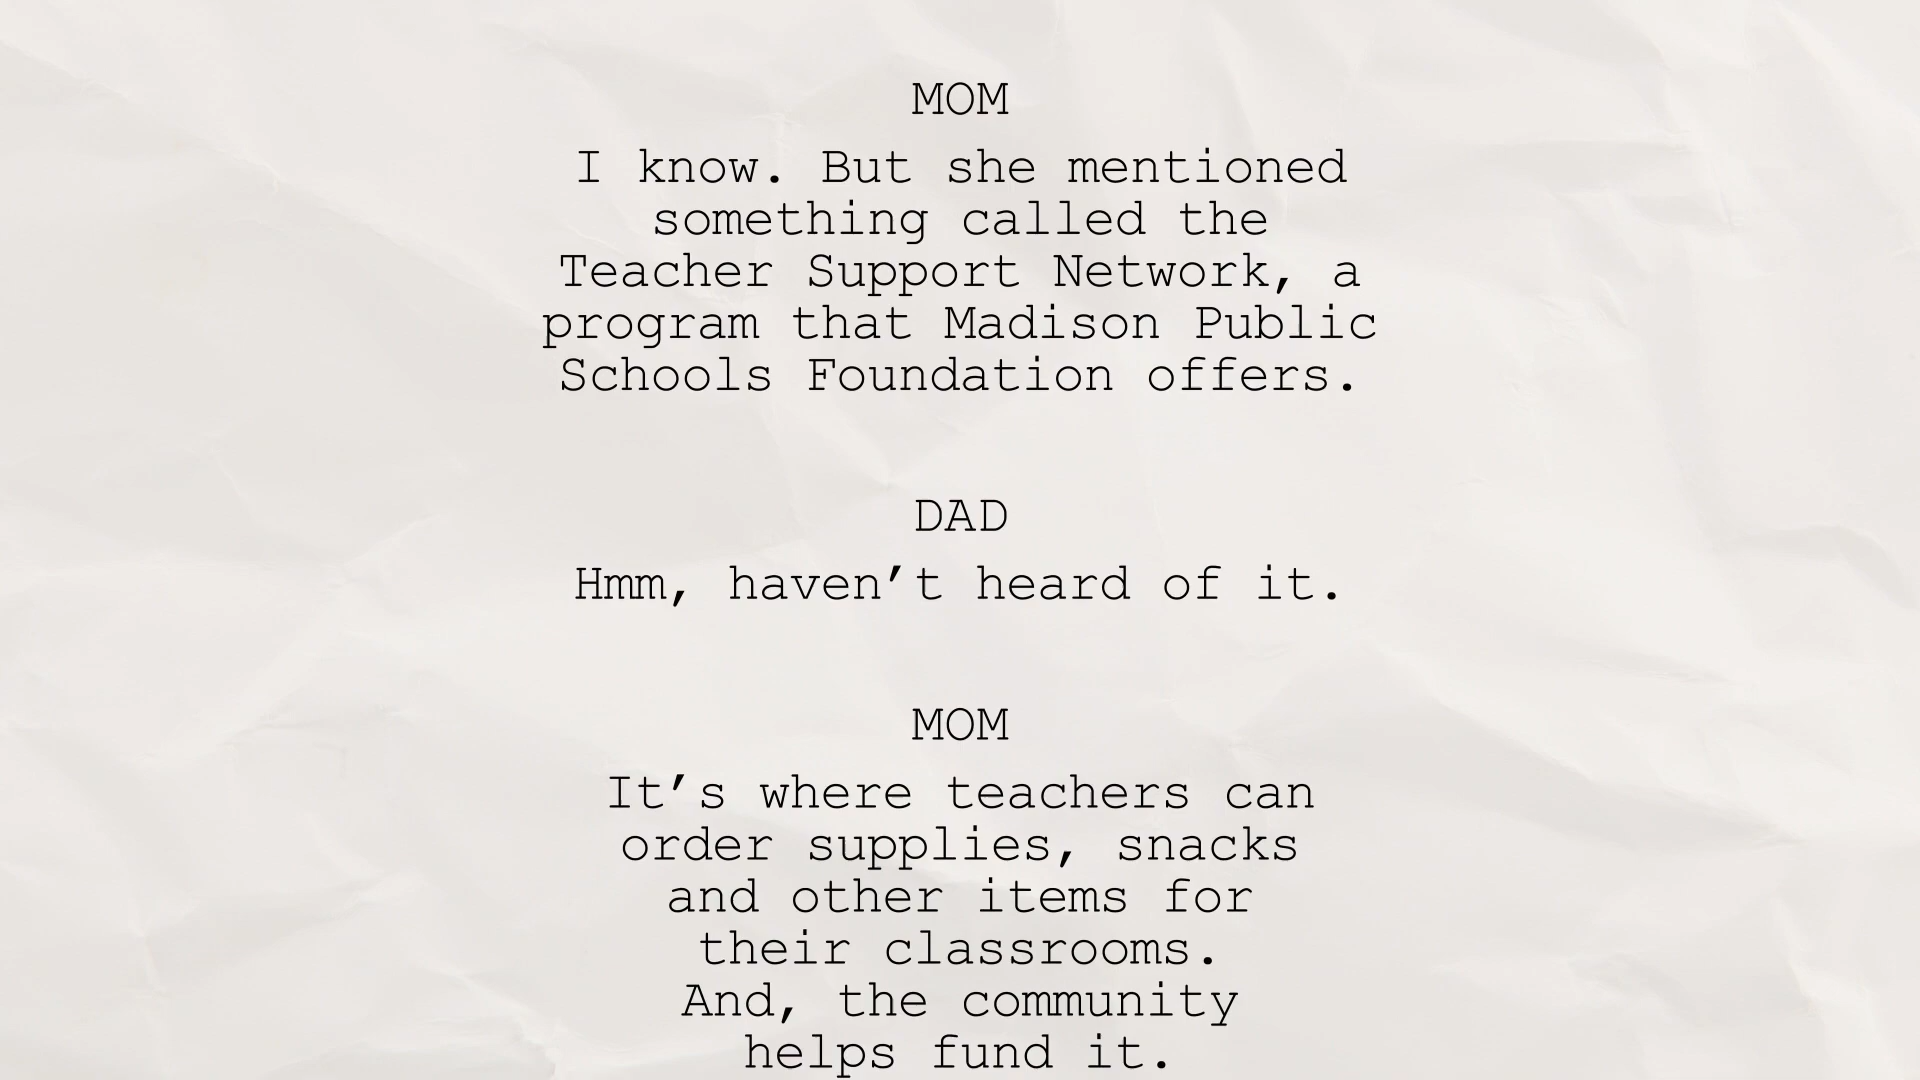 MOM
I know. But she mentioned
something called the
Teacher Support Network, a
program that Madison Public
Schools Foundation offers.
DAD
Hmm, haven’t heard of it.
MOM
It’s where teachers can
order supplies, snacks
and other items for
their classrooms.
And, the community
helps fund it.